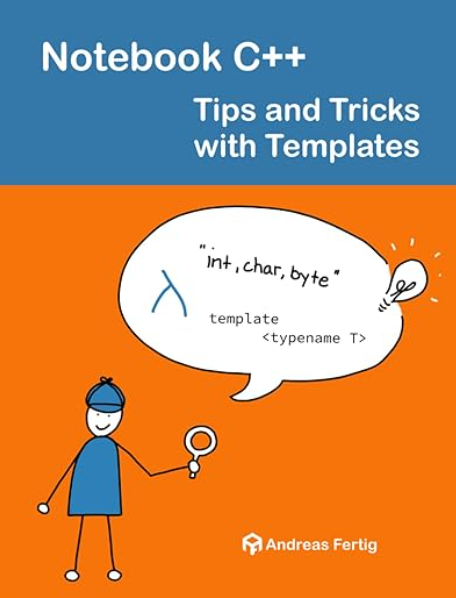 Notebook C++
Tips and Tricks
with Templates
"int, char, byte"
λ
template
<typename T>
Andreas Fertig